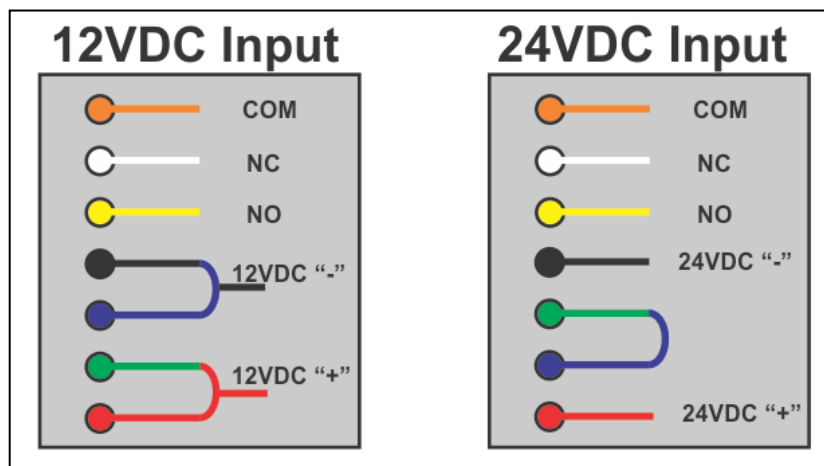 12VDC Input
COM
NC
NO
12VDC “-”
12VDC “+”
24VDC Input
COM
NC
NO
24VDC “-”
24VDC “+”